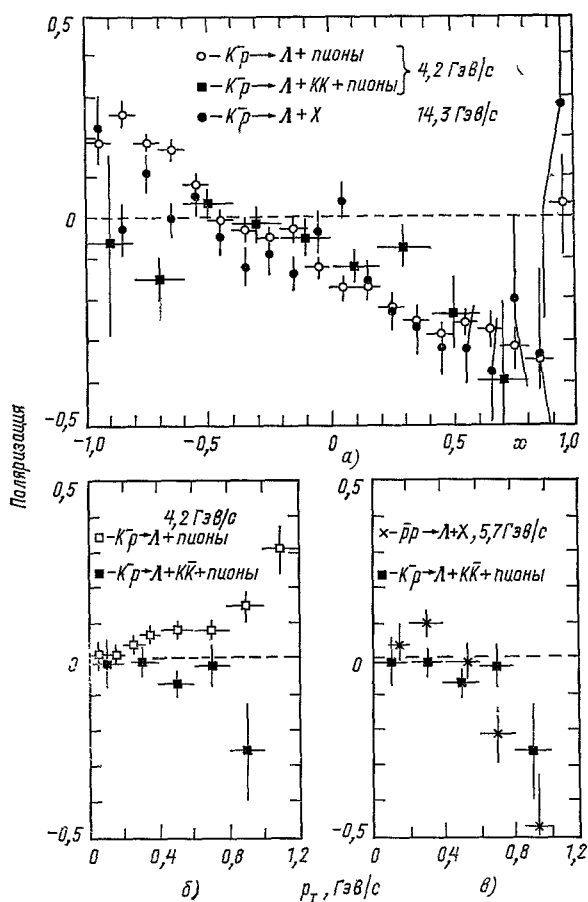 0,5
○ – K⁻p → Λ + пионы
■ – K⁻p → Λ + KK + пионы
4,2 Гэв/с
● – K⁻p → Λ + X 14,3 Гэв/с
0
-0,5
-1,0 -0,5 0 0,5 x 1,0
а)
Поляризация
0,5
4,2 Гэв/с
□ – K⁻p → Λ + пионы
■ – K⁻p → Λ + KK̄ + пионы
0
-0,5
0 0,4 0,8 1,2
б)
0,5
× – p̄p → Λ + X, 5,7 Гэв/с
■ – K⁻p → Λ + KK̄ + пионы
0
-0,5
0 0,4 0,8 1,2
в)
p_T, Гэв/с